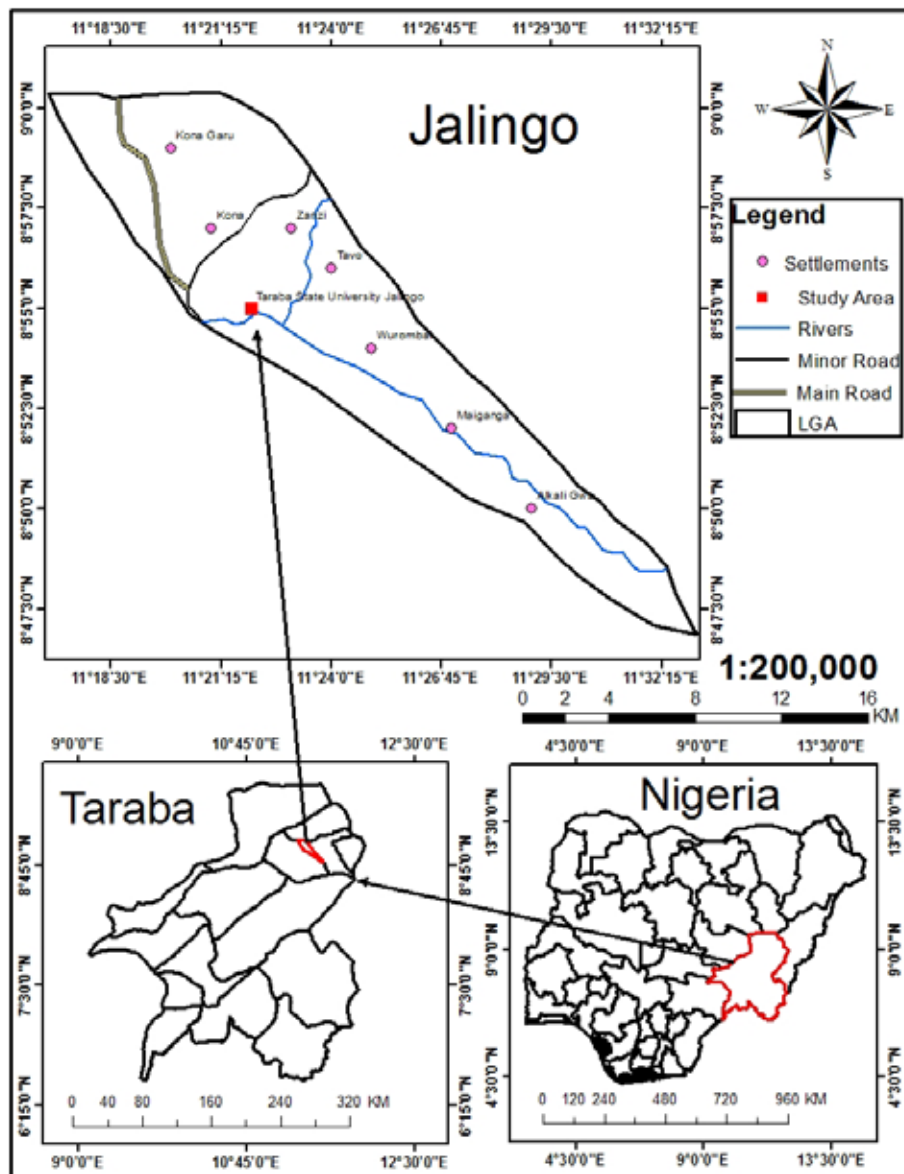 11°18'30"E 11°21'15"E 11°24'0"E 11°26'45"E 11°29'30"E 11°32'15"E
N
W E
S
Jalingo
9°0'0"N 9°0'0"N
Kona Garu
8°57'30"N 8°57'30"N
Kona
Zanzi
Tavo
Taraba State University Jalingo
8°55'0"N 8°55'0"N
Wurombai
8°52'30"N 8°52'30"N
Maiganga
8°50'0"N 8°50'0"N
Alkali Gwa
8°47'30"N 8°47'30"N
11°18'30"E 11°21'15"E 11°24'0"E 11°26'45"E 11°29'30"E 11°32'15"E
Legend
Settlements
Study Area
Rivers
Minor Road
Main Road
LGA
1:200,000
0 2 4 8 12 16
KM
9°0'0"E 10°45'0"E 12°30'0"E
Taraba
8°45'0"N 8°45'0"N
7°30'0"N 7°30'0"N
6°15'0"N 6°15'0"N
0 40 80 160 240 320 KM
9°0'0"E 10°45'0"E 12°30'0"E
4°30'0"E 9°0'0"E 13°30'0"E
Nigeria
13°30'0"N 13°30'0"N
9°0'0"N 9°0'0"N
4°30'0"N 4°30'0"N
0 120 240 480 720 960 KM
4°30'0"E 9°0'0"E 13°30'0"E